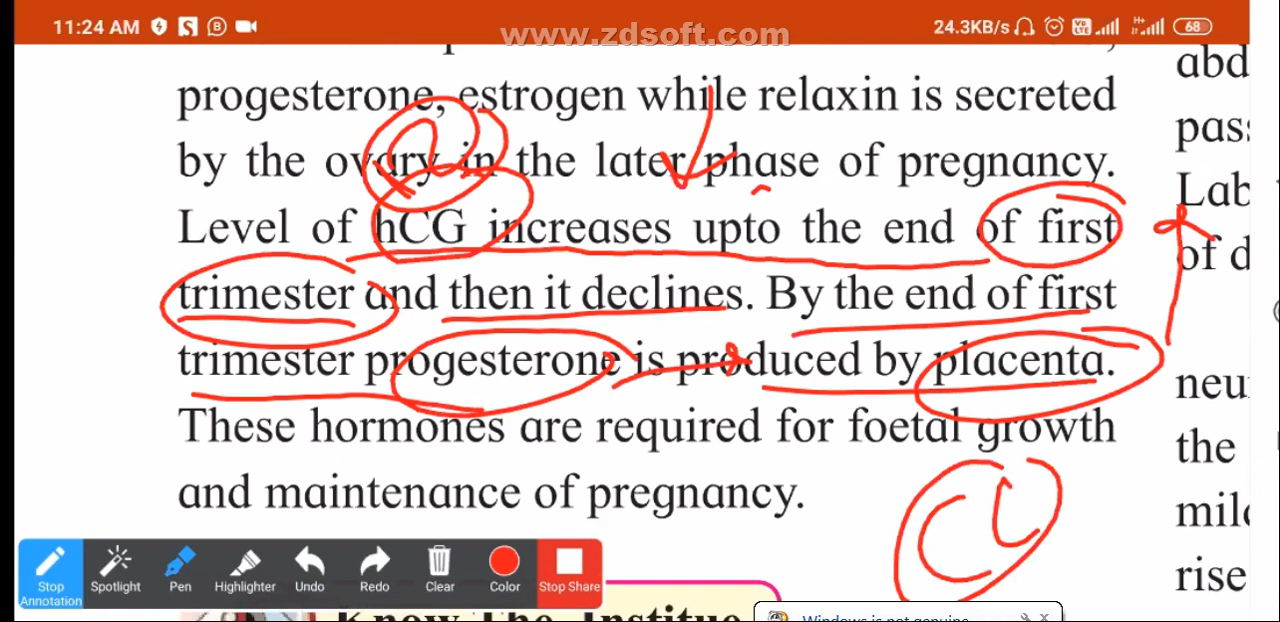 11:24 AM
24.3KB/s
68
www.zdsoft.com
progesterone, estrogen while relaxin is secreted
by the ovary in the later phase of pregnancy.
Level of hCG increases upto the end of first
trimester and then it declines. By the end of first
trimester progesterone is produced by placenta.
These hormones are required for foetal growth
and maintenance of pregnancy.
abd
pas
Lab
of d
neu
the
mil
rise
Stop Annotation
Spotlight
Pen
Highlighter
Undo
Redo
Clear
Color
Stop Share
Know The Institue
Windows is not genuine